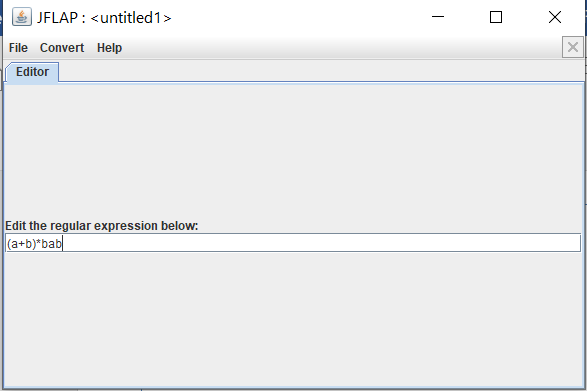 JFLAP : <untitled1>
File Convert Help
Editor
Edit the regular expression below:
(a+b)*bab